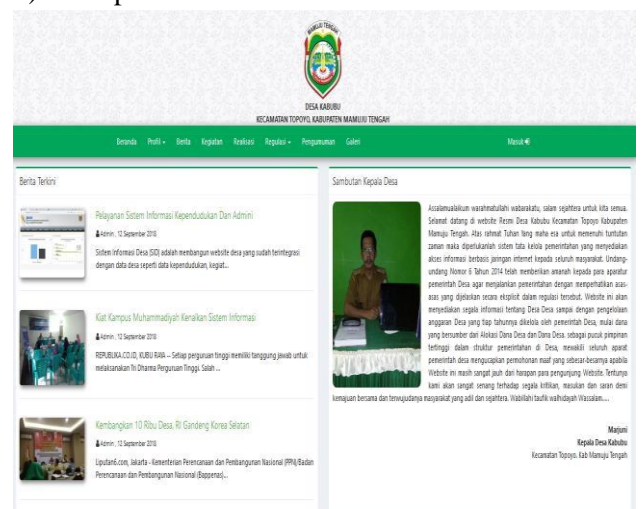 MAMUJU TENGAH
DESA KABUBU
KECAMATAN TOPOYO, KABUPATEN MAMUJU TENGAH
Beranda Profil Berita Kegiatan Realisasi Regulasi Pengumuman Galeri Masuk
Berita Terkini
Pelayanan Sistem Informasi Kependudukan Dan Admini
Admin , 12 September 2018
Sistem Informasi Desa (SID) adalah membangun website desa yang sudah terintegrasi
dengan data desa seperti data kependudukan, kegiat...
Kiat Kampus Muhammadiyah Kenalkan Sistem Informasi
Admin , 12 September 2018
REPUBLIKA.CO.ID, KUBU RAYA -- Setiap perguruan tinggi memiliki tanggung jawab untuk
melaksanakan Tri Dharma Perguruan Tinggi. Salah ...
Kembangkan 10 Ribu Desa, RI Gandeng Korea Selatan
Admin , 12 September 2018
Liputan6.com, Jakarta - Kementerian Perencanaan dan Pembangunan Nasional (PPN)/Badan
Perencanaan dan Pembangunan Nasional (Bappenas)...
Sambutan Kepala Desa
Assalamualaikum warahmatullahi wabarakatu, salam sejahtera untuk kita semua.
Selamat datang di website Resmi Desa Kabubu Kecamatan Topoyo Kabupaten
Mamuju Tengah. Atas rahmat Tuhan yang maha esa untuk memenuhi tuntutan
zaman maka diperlukanlah sistem tata kelola pemerintahan yang menyediakan
akses informasi berbasis jaringan internet kepada seluruh masyarakat. Undang-
undang Nomor 6 Tahun 2014 telah memberikan amanah kepada para aparatur
pemerintah Desa agar menjalankan pemerintahan dengan memperhatikan asas-
asas yang dijelaskan secara eksplisit dalam regulasi tersebut. Website ini akan
menyediakan segala informasi tentang Desa Desa sampai dengan pengelolaan
anggaran Desa yang tiap tahunnya dikelola oleh pemerintah Desa, mulai dana
yang bersumber dari Alokasi Dana Desa dan Dana Desa. sebagai pucuk pimpinan
tertinggi dalam struktur pemerintahan di Desa, mewakili seluruh aparat
pemerintah desa mengucapkan permohonan maaf yang sebesar-besarnya apabila
Website ini masih sangat jauh dari harapan para pengunjung Website. Tentunya
kami akan sangat senang terhadap segala kritikan, masukan dan saran demi
kemajuan bersama dan terwujudanya masyarakat yang adil dan sejahtera. Wabillahi taufik walhidayah Wassalam.....
Marjuni
Kepala Desa Kabubu
Kecamatan Topoyo. Kab Mamuju Tengah